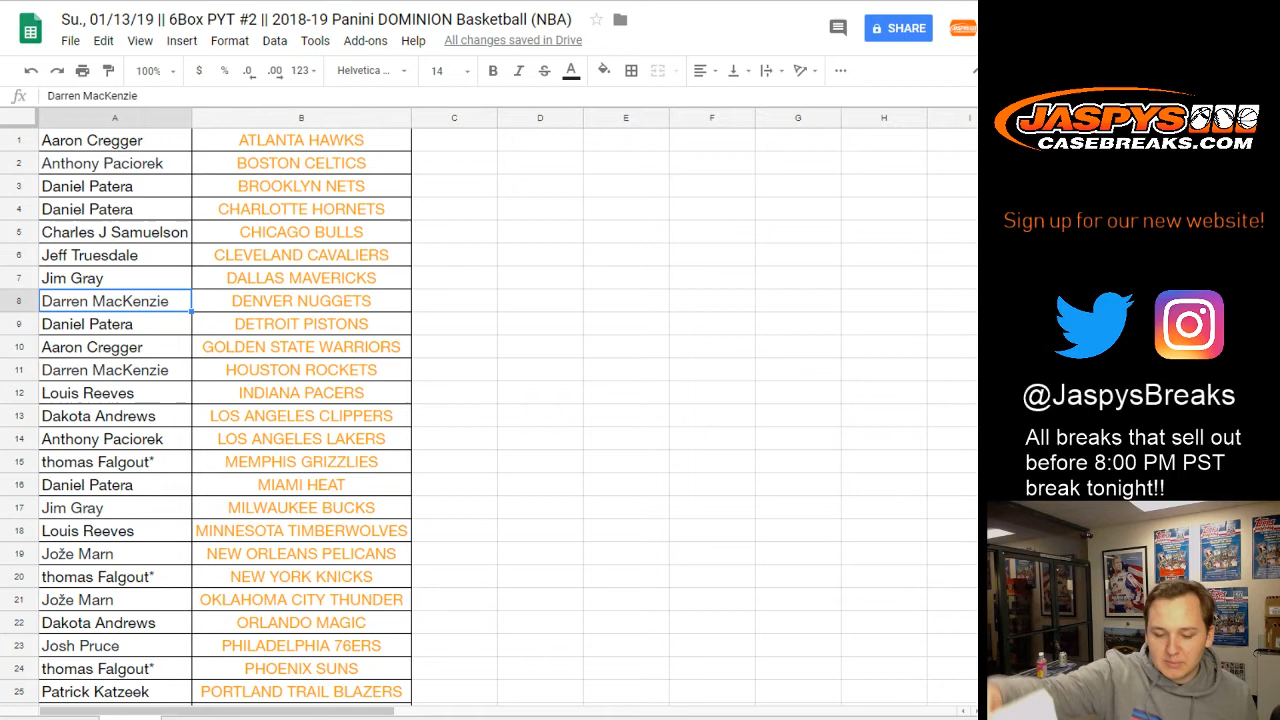 Su., 01/13/19 || 6Box PYT #2 || 2018-19 Panini DOMINION Basketball (NBA)
File Edit View Insert Format Data Tools Add-ons Help All changes saved in Drive
SHARE
100% $ % .0 .00 123 Helvetica ... 14 B I S A
fx Darren MacKenzie
A B C D E F G H I
1 Aaron Cregger ATLANTA HAWKS
2 Anthony Paciorek BOSTON CELTICS
3 Daniel Patera BROOKLYN NETS
4 Daniel Patera CHARLOTTE HORNETS
5 Charles J Samuelson CHICAGO BULLS
6 Jeff Truesdale CLEVELAND CAVALIERS
7 Jim Gray DALLAS MAVERICKS
8 Darren MacKenzie DENVER NUGGETS
9 Daniel Patera DETROIT PISTONS
10 Aaron Cregger GOLDEN STATE WARRIORS
11 Darren MacKenzie HOUSTON ROCKETS
12 Louis Reeves INDIANA PACERS
13 Dakota Andrews LOS ANGELES CLIPPERS
14 Anthony Paciorek LOS ANGELES LAKERS
15 thomas Falgout* MEMPHIS GRIZZLIES
16 Daniel Patera MIAMI HEAT
17 Jim Gray MILWAUKEE BUCKS
18 Louis Reeves MINNESOTA TIMBERWOLVES
19 Jože Marn NEW ORLEANS PELICANS
20 thomas Falgout* NEW YORK KNICKS
21 Jože Marn OKLAHOMA CITY THUNDER
22 Dakota Andrews ORLANDO MAGIC
23 Josh Pruce PHILADELPHIA 76ERS
24 thomas Falgout* PHOENIX SUNS
25 Patrick Katzeek PORTLAND TRAIL BLAZERS
JASPYS
CASEBREAKS.COM
Sign up for our new website!
@JaspysBreaks
All breaks that sell out
before 8:00 PM PST
break tonight!!